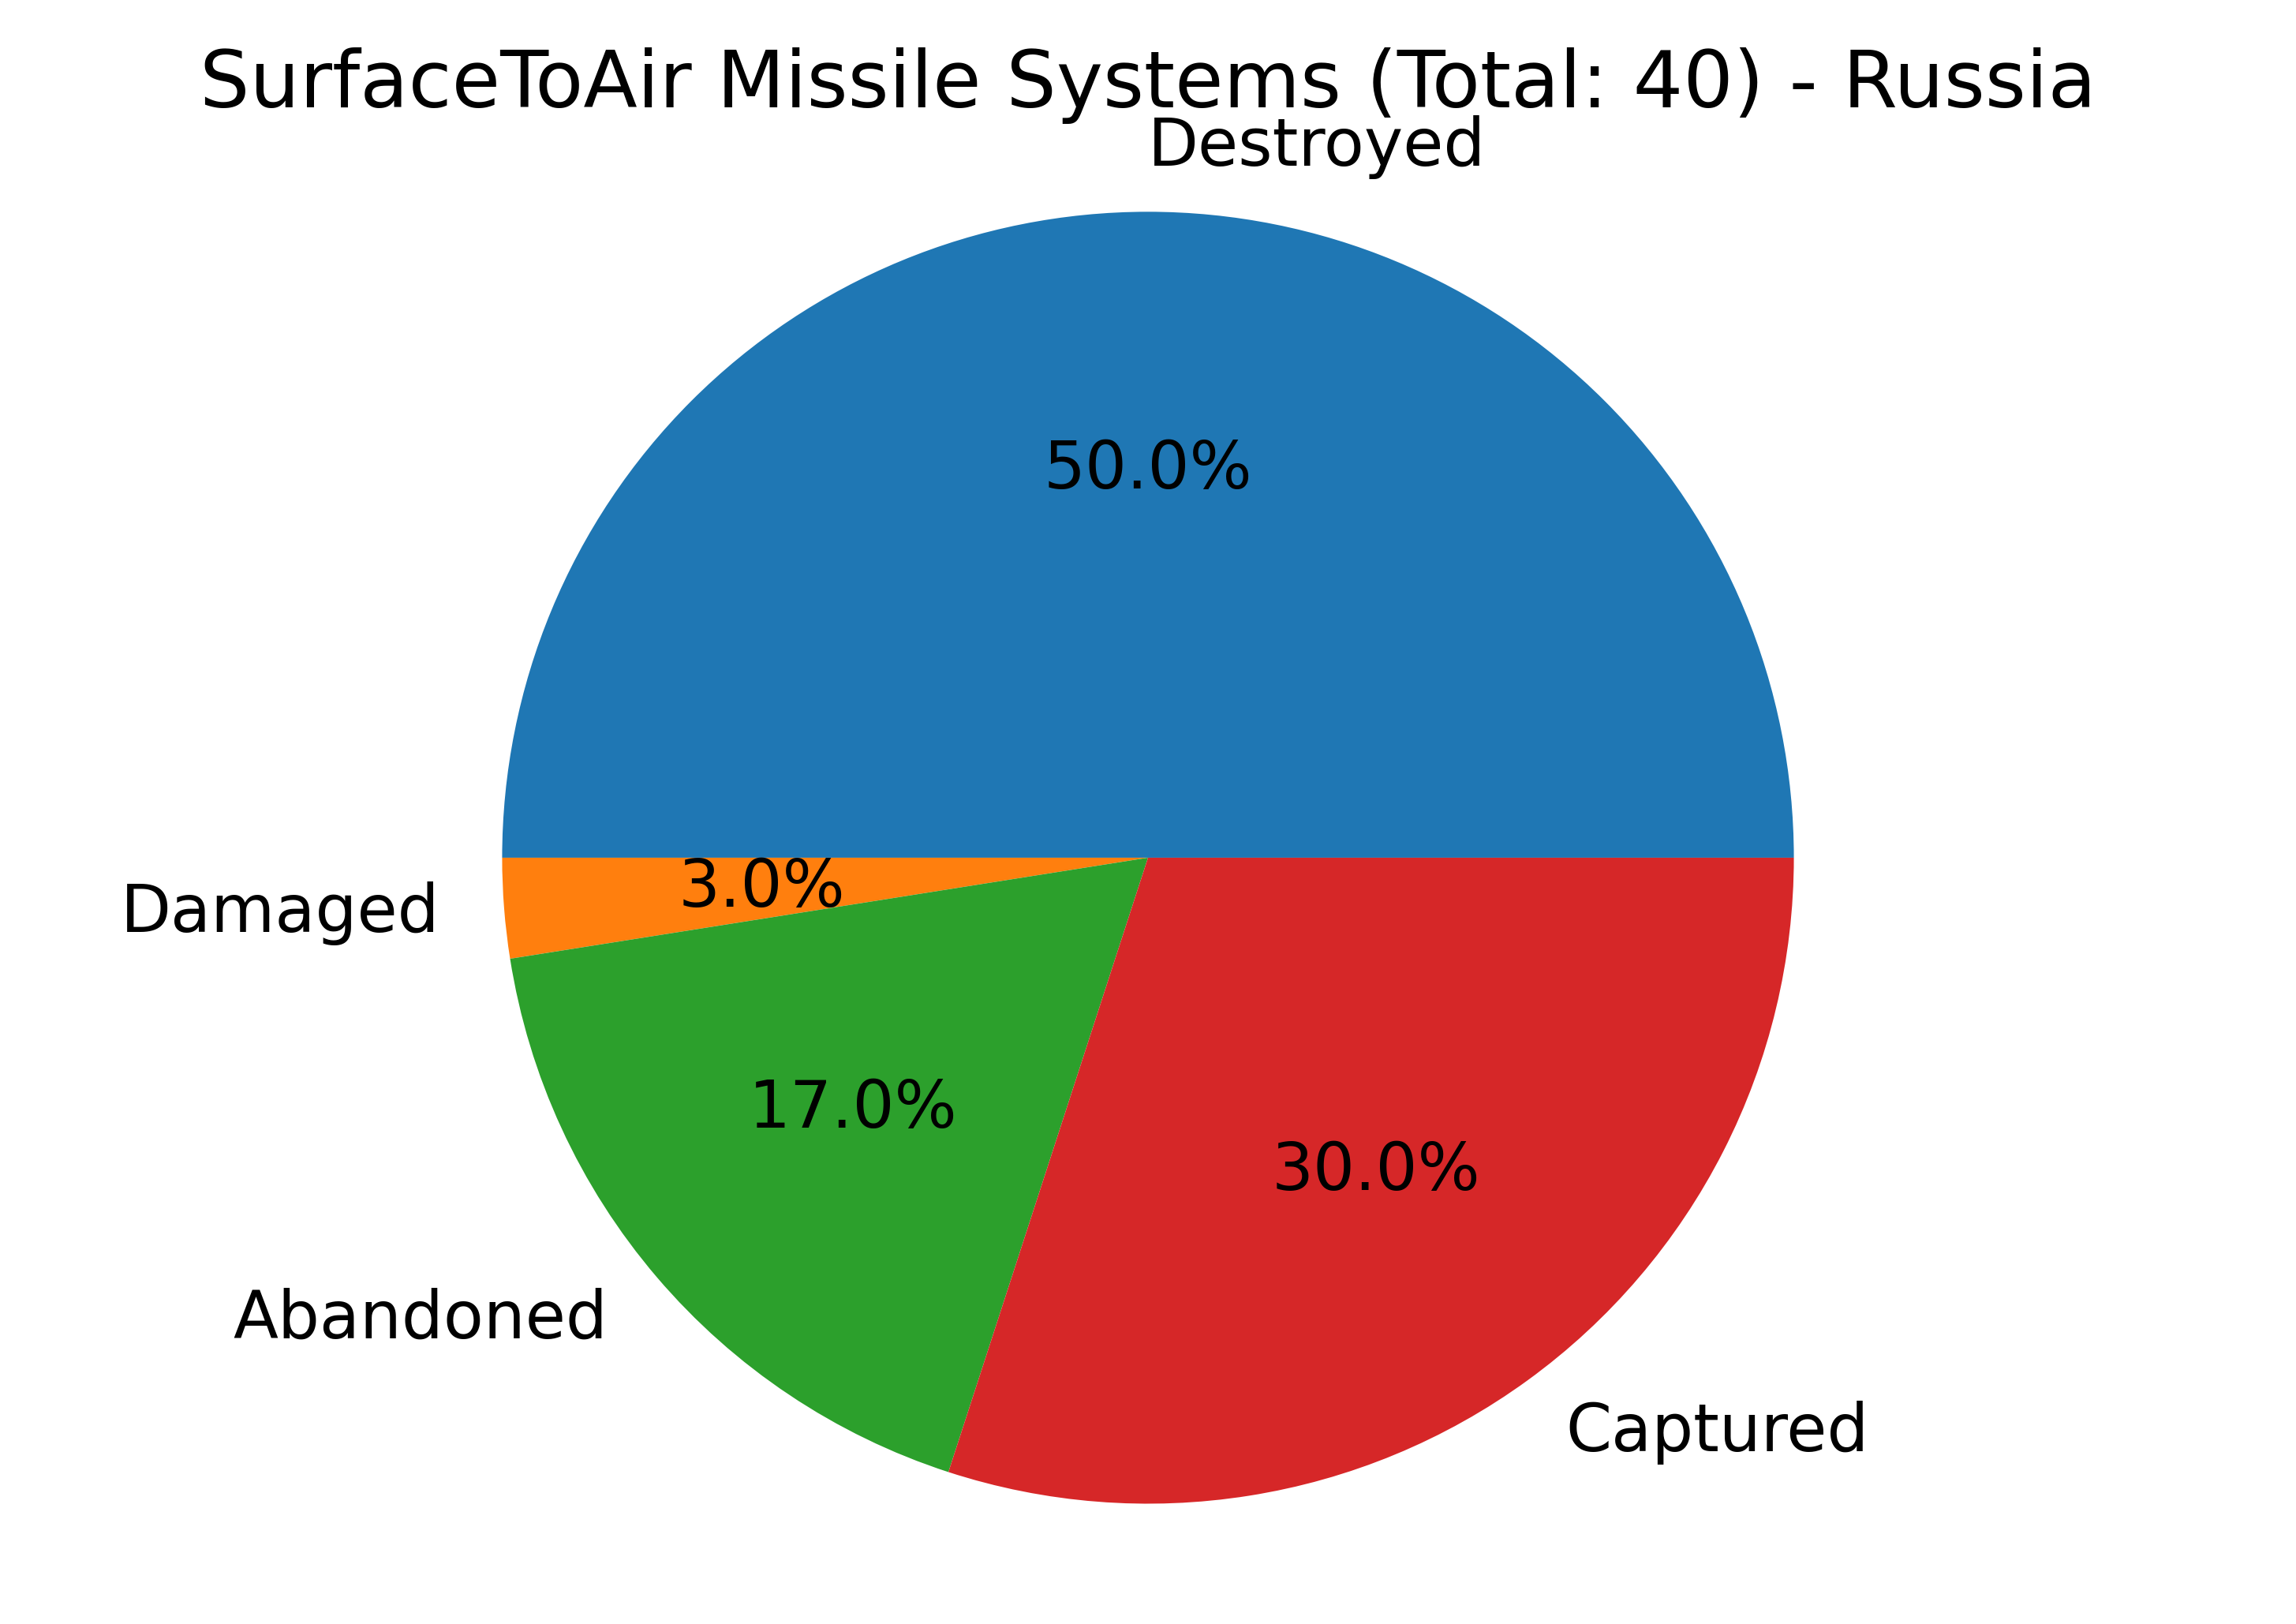 SurfaceToAir Missile Systems (Total: 40) - Russia
Destroyed
50.0%
3.0%
Damaged
17.0%
30.0%
Abandoned
Captured